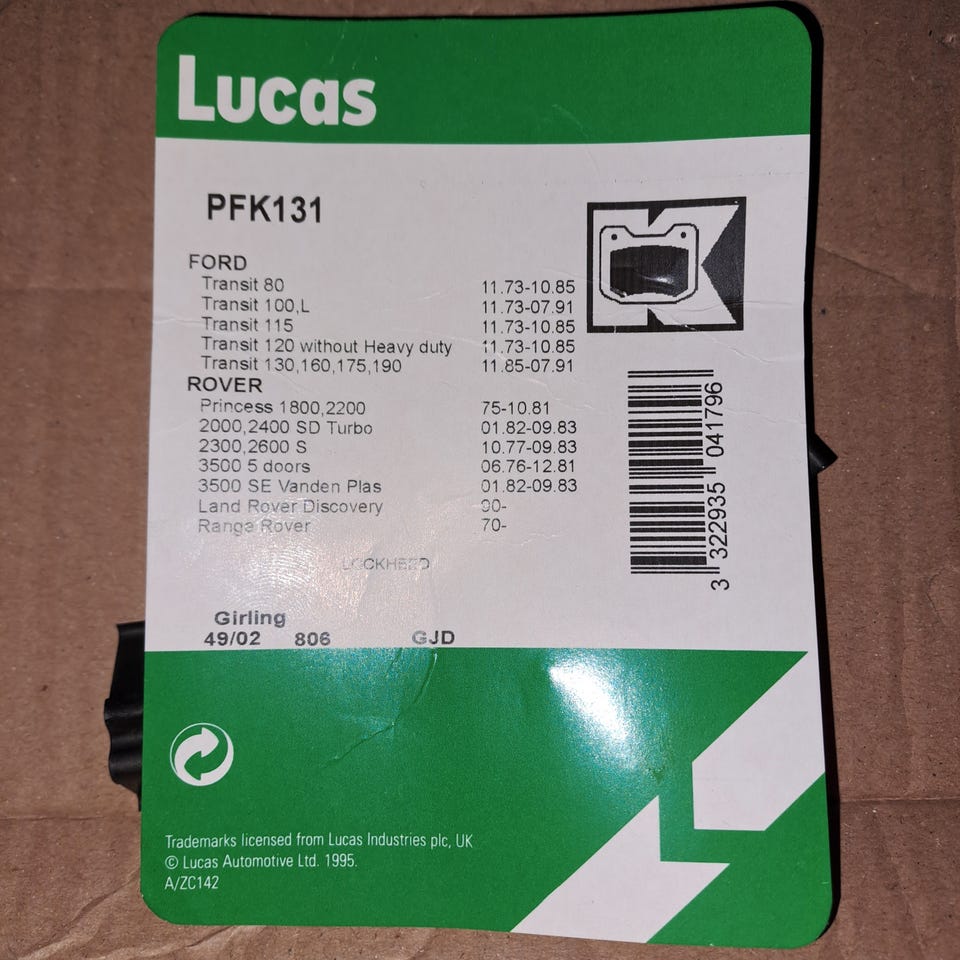 Lucas
PFK131
FORD
Transit 80 11.73-10.85
Transit 100,L 11.73-07.91
Transit 115 11.73-10.85
Transit 120 without Heavy duty 11.73-10.85
Transit 130,160,175,190 11.85-07.91
ROVER
Princess 1800,2200 75-10.81
2000,2400 SD Turbo 01.82-09.83
2300,2600 S 10.77-09.83
3500 5 doors 06.76-12.81
3500 SE Vanden Plas 01.82-09.83
Land Rover Discovery 90-
Range Rover 70-
LOCKHEED
Girling
49/02 806 GJD
3 322935 041796
Trademarks licensed from Lucas Industries plc, UK
© Lucas Automotive Ltd. 1995.
A/ZC142